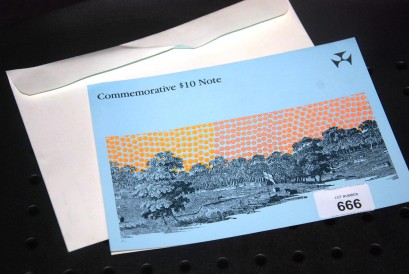 Commemorative $10 Note
LOT NUMBER
666